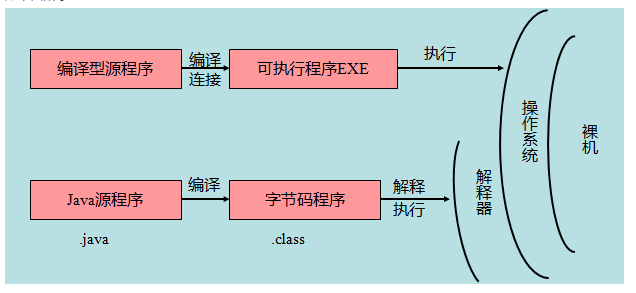 编译型源程序
编译
连接
可执行程序EXE
执行
操作系统
裸机
Java源程序
编译
字节码程序
解释
执行
解释器
.java
.class